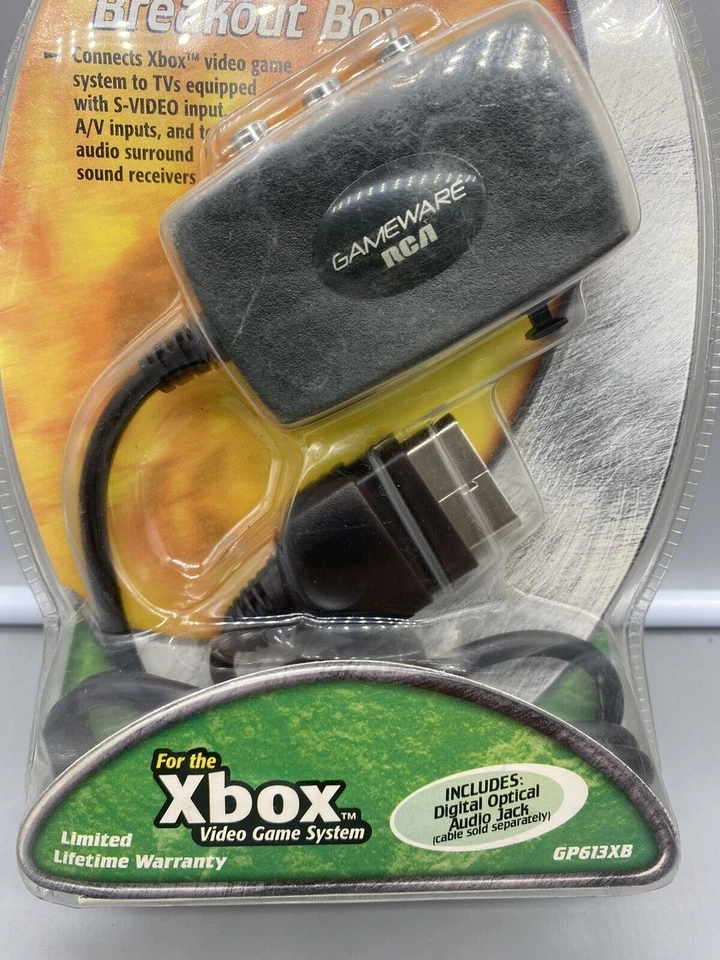 Breakout Box
Connects Xbox™ video game
system to TVs equipped
with S-VIDEO input,
A/V inputs, and to
audio surround
sound receivers
GAMEWARE
RCA
For the
Xbox™
Video Game System
INCLUDES:
Digital Optical
Audio Jack
(cable sold separately)
Limited
Lifetime Warranty
GP613XB